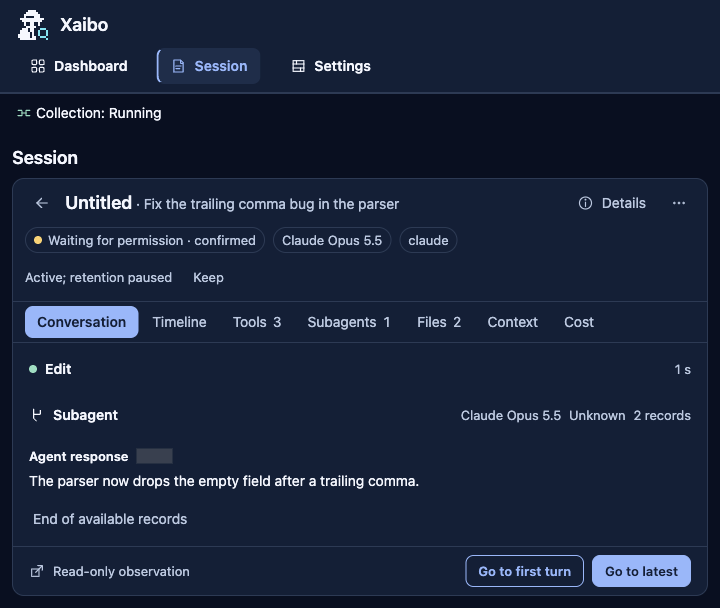 Xaibo
Dashboard Session Settings
Collection: Running
Session
Untitled · Fix the trailing comma bug in the parser Details ...
Waiting for permission · confirmed Claude Opus 5.5 claude
Active; retention paused Keep
Conversation Timeline Tools 3 Subagents 1 Files 2 Context Cost
Edit 1 s
Subagent Claude Opus 5.5 Unknown 2 records
Agent response
The parser now drops the empty field after a trailing comma.
End of available records
Read-only observation Go to first turn Go to latest